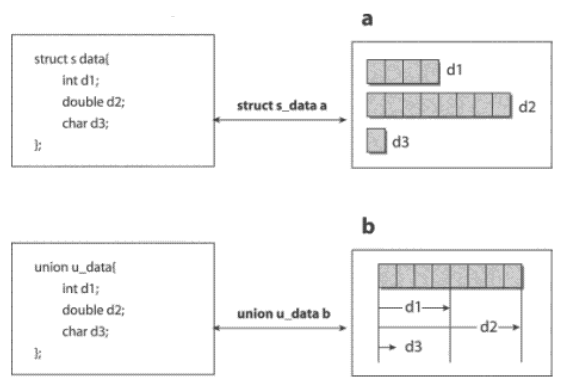 a
struct s data{
int d1;
double d2;
char d3;
};
struct s_data a
d1
d2
d3
b
union u_data{
int d1;
double d2;
char d3;
};
union u_data b
d1
d2
d3